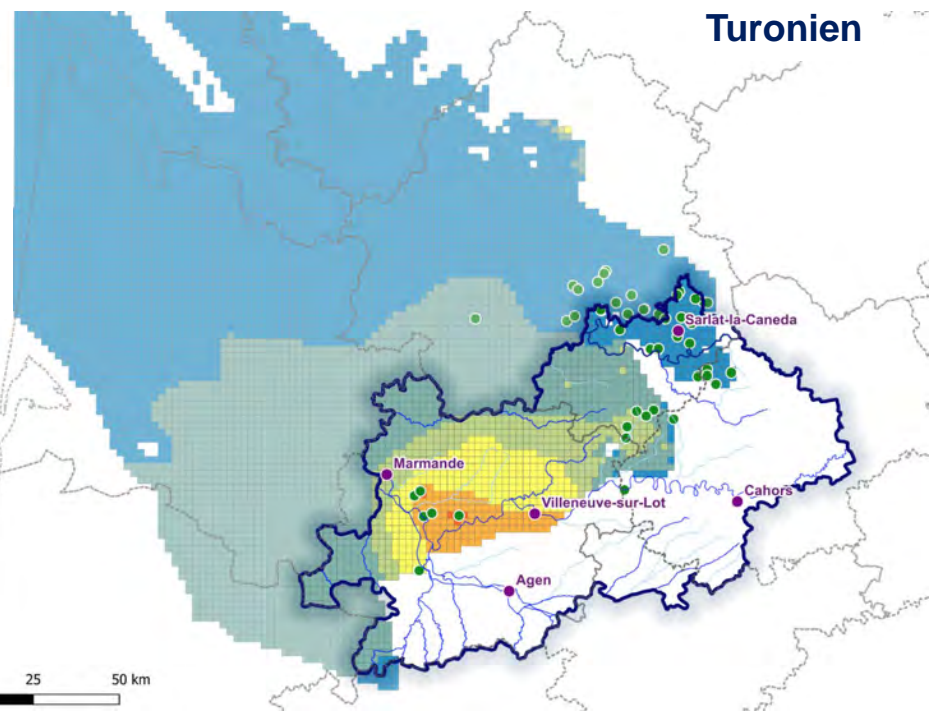 Turonien
Sarlat-la-Caneda
Marmande
Villeneuve-sur-Lot
Cahors
Agen
25 50 km